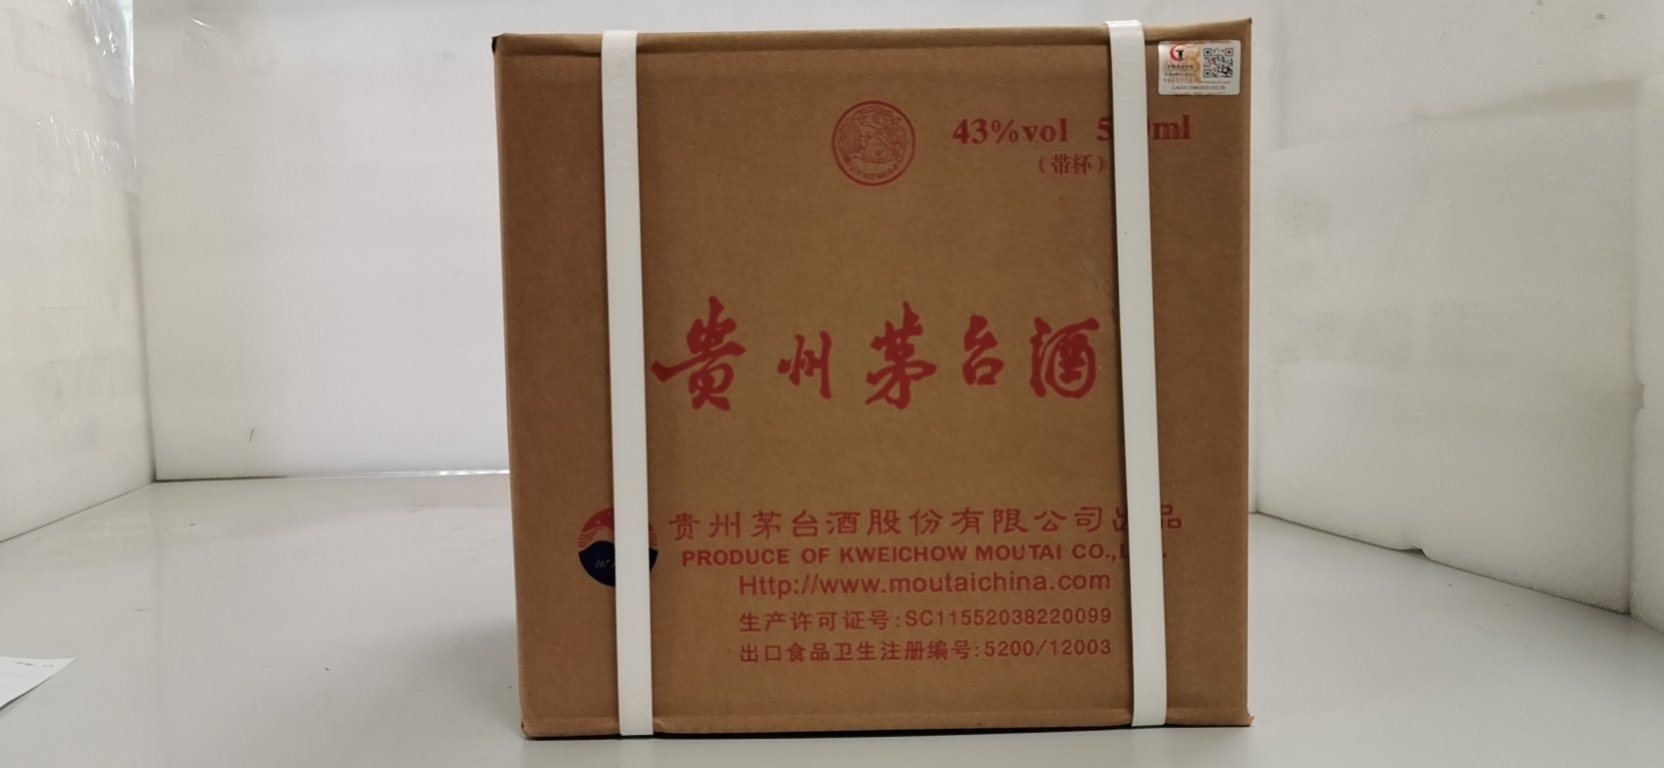 43%vol 5 0ml
(带杯)
贵州茅台酒
贵州茅台酒股份有限公司出品
PRODUCE OF KWEICHOW MOUTAI CO.,L
Http://www.moutaichina.com
生产许可证号:SC11552038220099
出口食品卫生注册编号:5200/12003